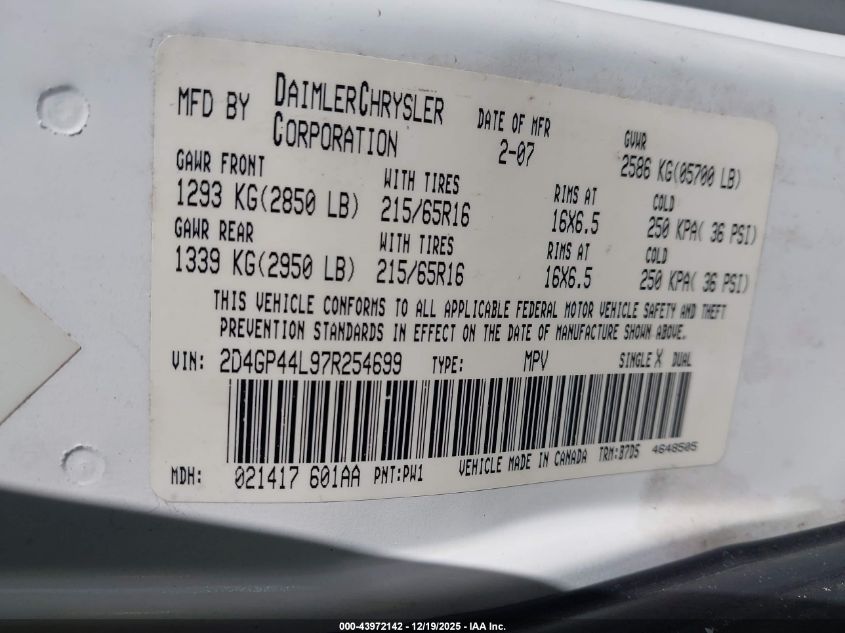 MFD BY DAIMLERCHRYSLER CORPORATION DATE OF MFR 2-07 GVWR 2586 KG(05700 LB)
GAWR FRONT WITH TIRES RIMS AT COLD
1293 KG(2850 LB) 215/65R16 16X6.5 250 KPA( 36 PSI)
GAWR REAR WITH TIRES RIMS AT COLD
1339 KG(2950 LB) 215/65R16 16X6.5 250 KPA( 36 PSI)
THIS VEHICLE CONFORMS TO ALL APPLICABLE FEDERAL MOTOR VEHICLE SAFETY AND THEFT
PREVENTION STANDARDS IN EFFECT ON THE DATE OF MANUFACTURE SHOWN ABOVE.
VIN: 2D4GP44L97R254699 TYPE: MPV SINGLE X DUAL
MDH: 021417 601AA PNT:PW1 VEHICLE MADE IN CANADA TRM:B7D5 4648505
000-43972142 - 12/19/2025 - IAA Inc.